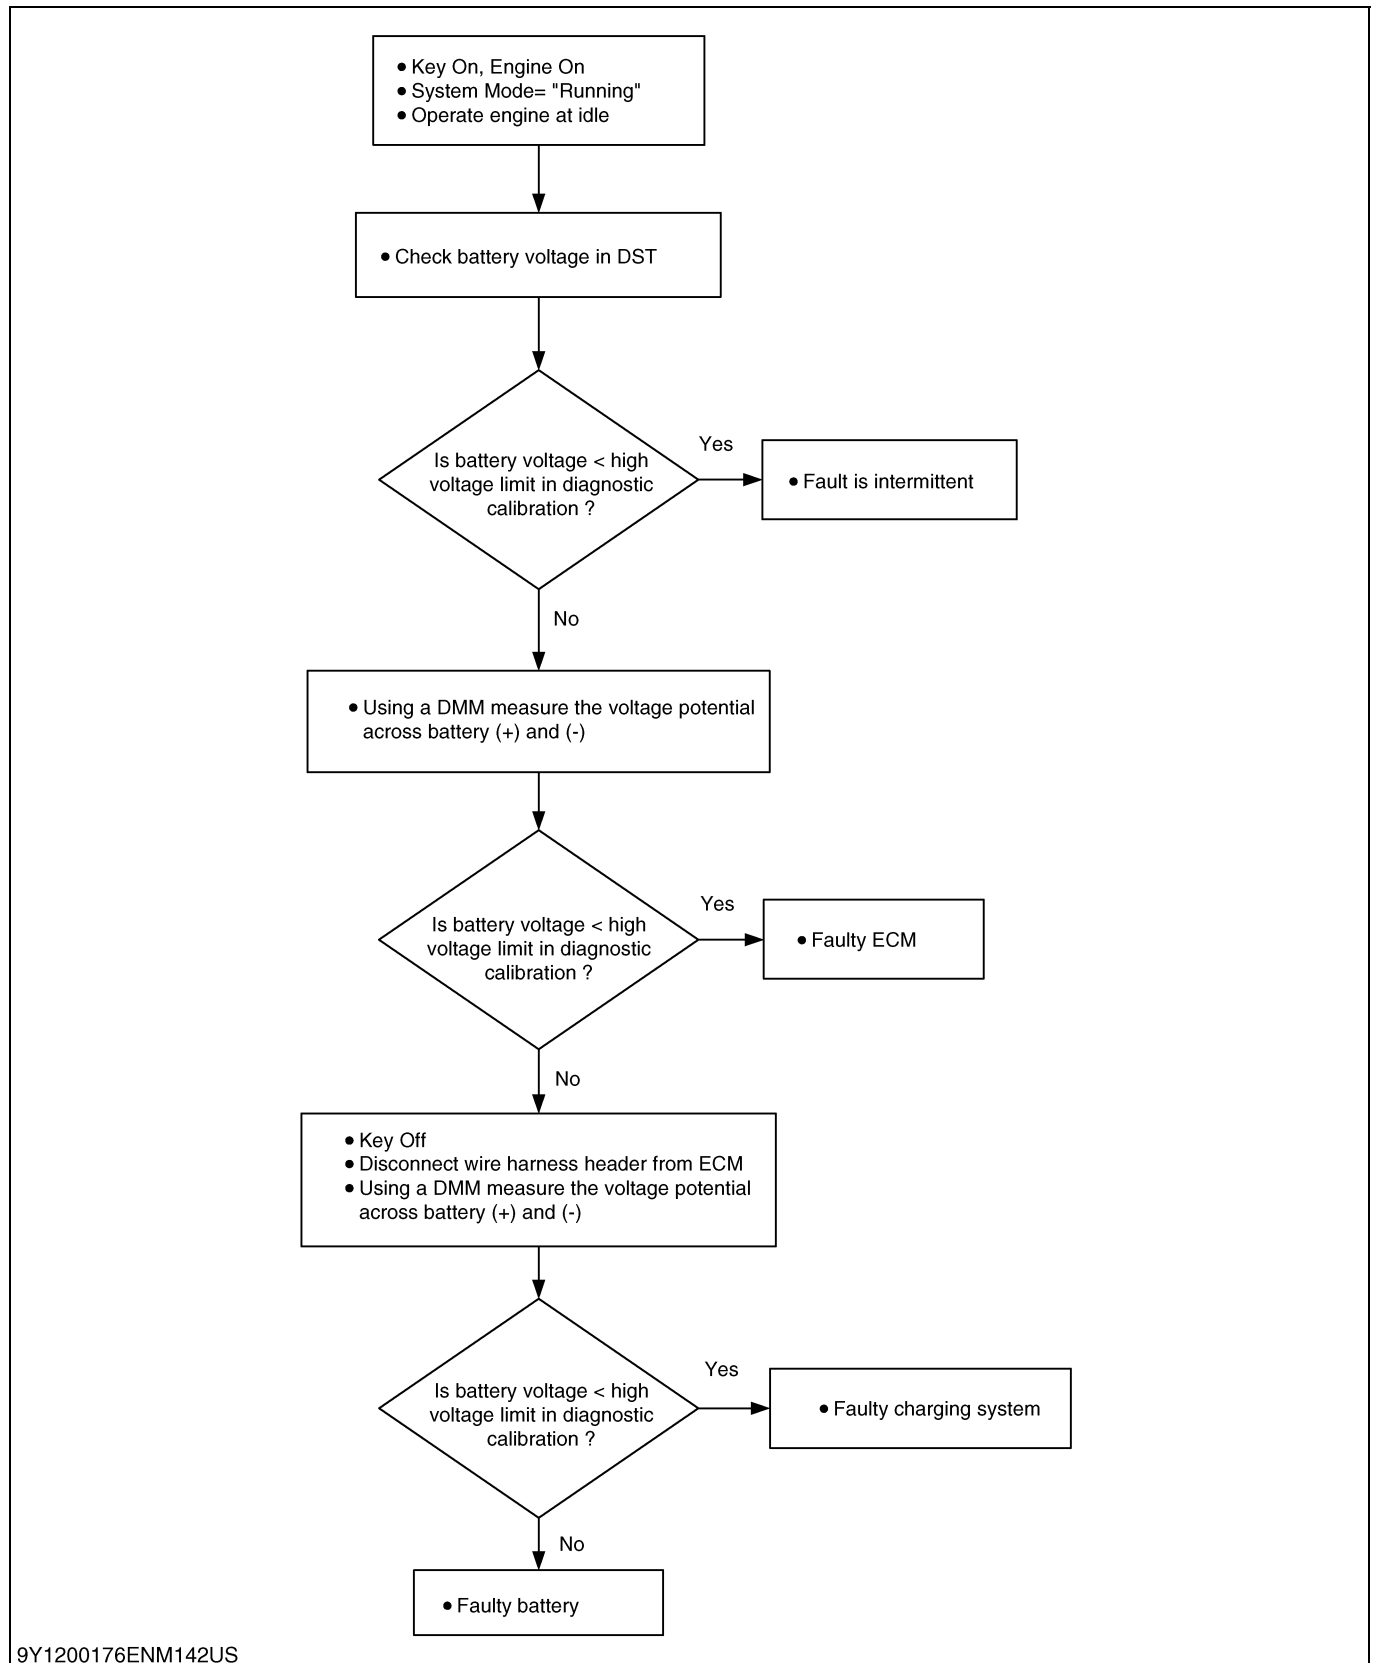 ● Key On, Engine On
● System Mode= "Running"
● Operate engine at idle
● Check battery voltage in DST
Is battery voltage < high
voltage limit in diagnostic
calibration ?
Yes
● Fault is intermittent
No
● Using a DMM measure the voltage potential
across battery (+) and (-)
Is battery voltage < high
voltage limit in diagnostic
calibration ?
Yes
● Faulty ECM
No
● Key Off
● Disconnect wire harness header from ECM
● Using a DMM measure the voltage potential
across battery (+) and (-)
Is battery voltage < high
voltage limit in diagnostic
calibration ?
Yes
● Faulty charging system
No
● Faulty battery
9Y1200176ENM142US